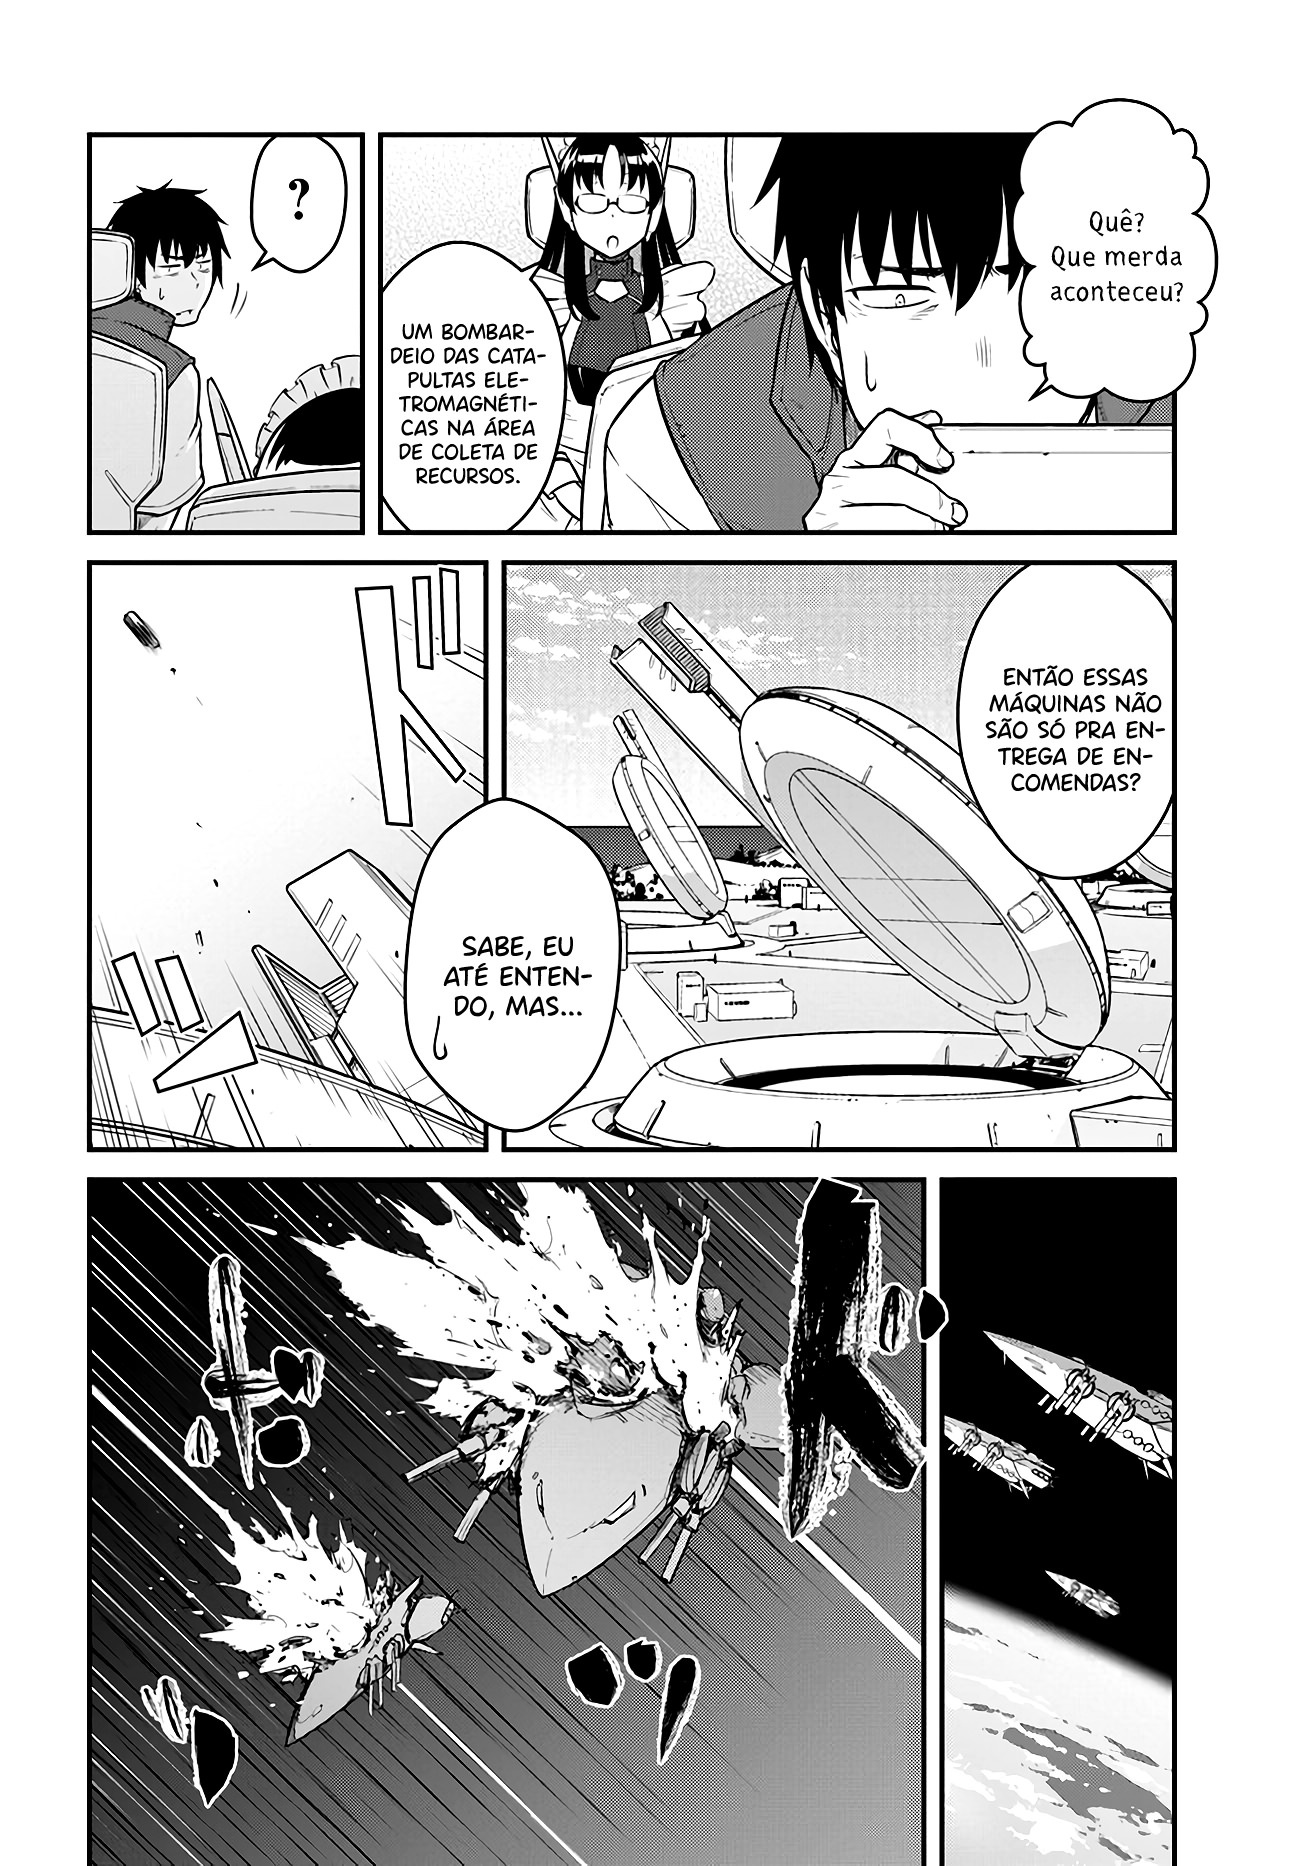 Quê?
Que merda
aconteceu?
UM BOMBAR-
DEIO DAS CATA-
PULTAS ELE-
TROMAGNÉTI-
CAS NA ÁREA
DE COLETA DE
RECURSOS.
?
ENTÃO ESSAS
MÁQUINAS NÃO
SÃO SÓ PRA EN-
TREGA DE EN-
COMENDAS?
SABE, EU
ATÉ ENTEN-
DO, MAS...